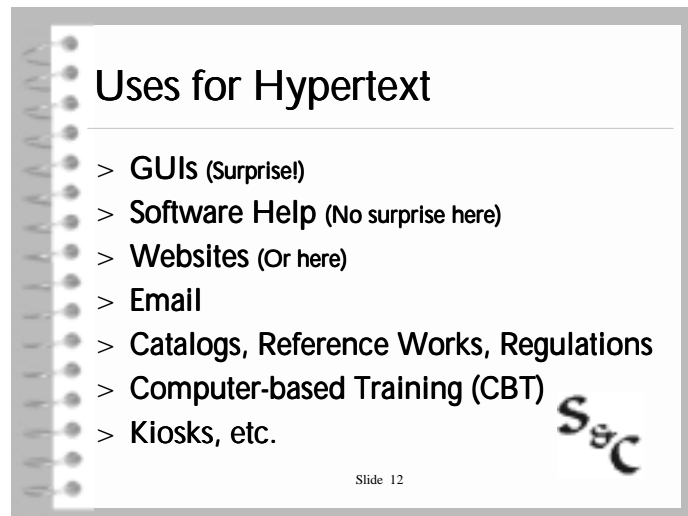 Uses for Hypertext
> GUIs (Surprise!)
> Software Help (No surprise here)
> Websites (Or here)
> Email
> Catalogs, Reference Works, Regulations
> Computer-based Training (CBT)
> Kiosks, etc.
S&C
Slide 12